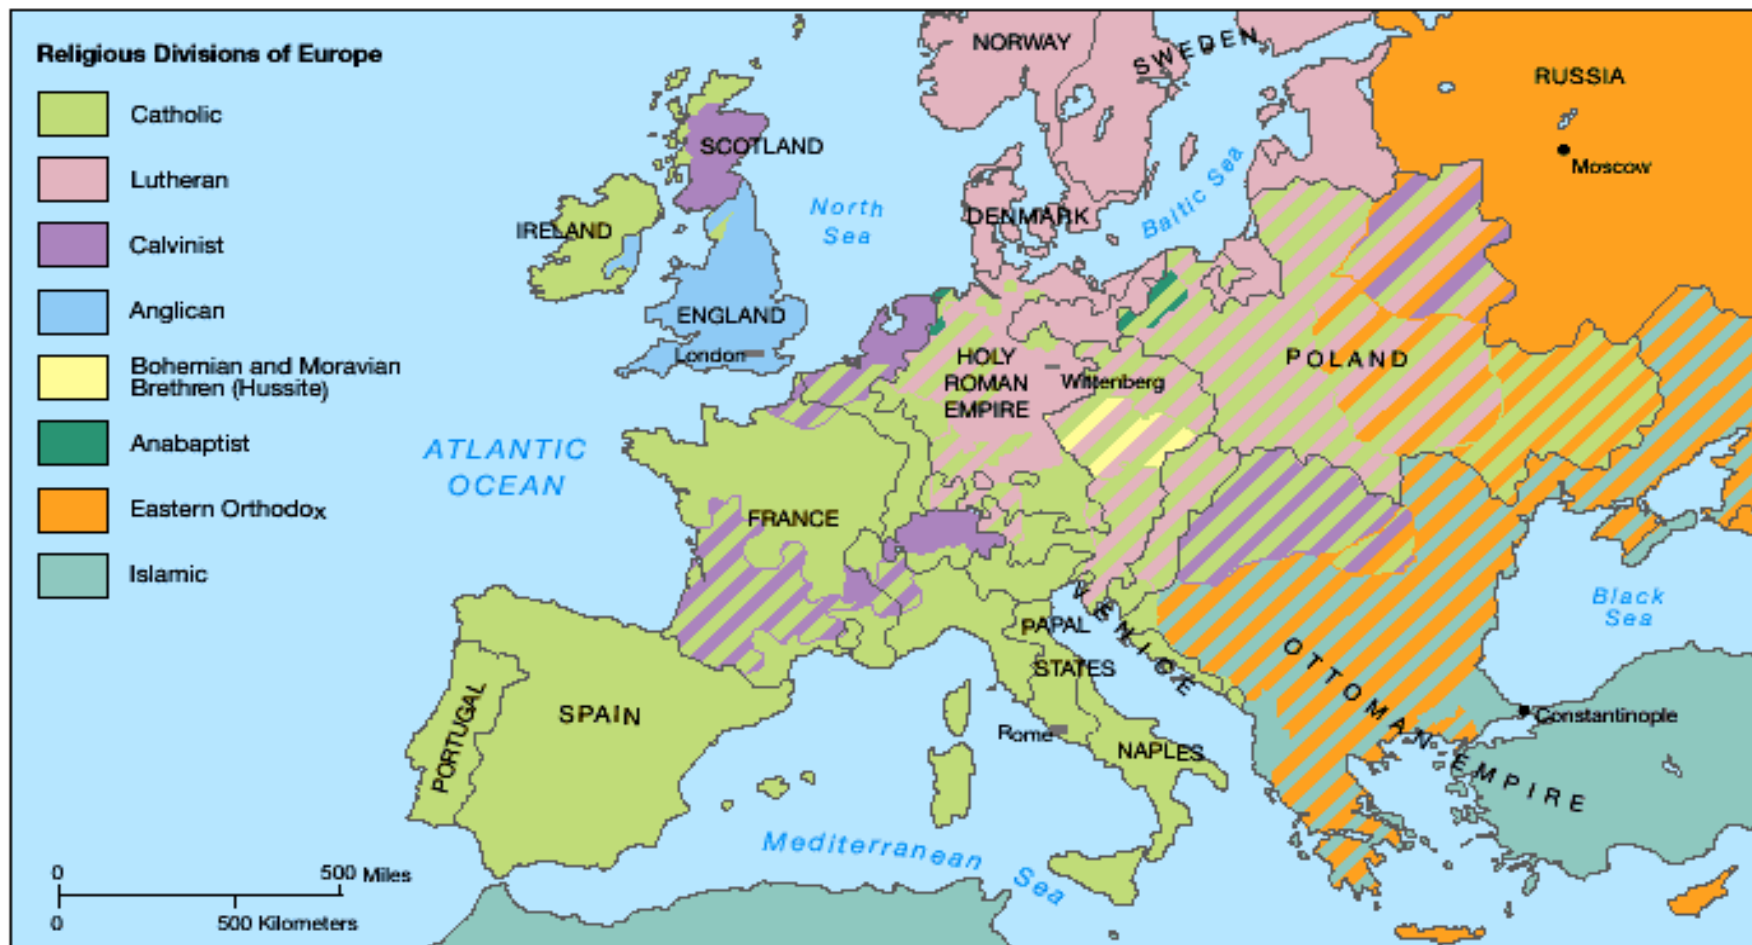 Religious Divisions of Europe
Catholic
Lutheran
Calvinist
Anglican
Bohemian and Moravian
Brethren (Hussite)
Anabaptist
Eastern Orthodox
Islamic
NORWAY
SWEDEN
RUSSIA
Moscow
SCOTLAND
North
Sea
Baltic Sea
DENMARK
IRELAND
ENGLAND
London
HOLY
ROMAN
EMPIRE
Wittenberg
POLAND
ATLANTIC
OCEAN
FRANCE
VENICE
PAPAL
STATES
Black
Sea
OTTOMAN EMPIRE
Constantinople
PORTUGAL
SPAIN
Rome
NAPLES
Mediterranean Sea
0 500 Miles
0 500 Kilometers